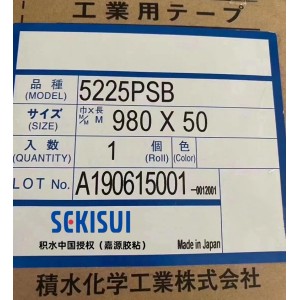 工業用テープ
品種 (MODEL) 5225PSB
サイズ (SIZE) 巾×長 M/M M 980 X 50
入数 (QUANTITY) 1 個 (Roll) 色 (Color)
LOT No. A190615001-0012001
SEKISUI
积水中国授权(嘉源胶粘) Made in Japan
積水化学工業株式会社